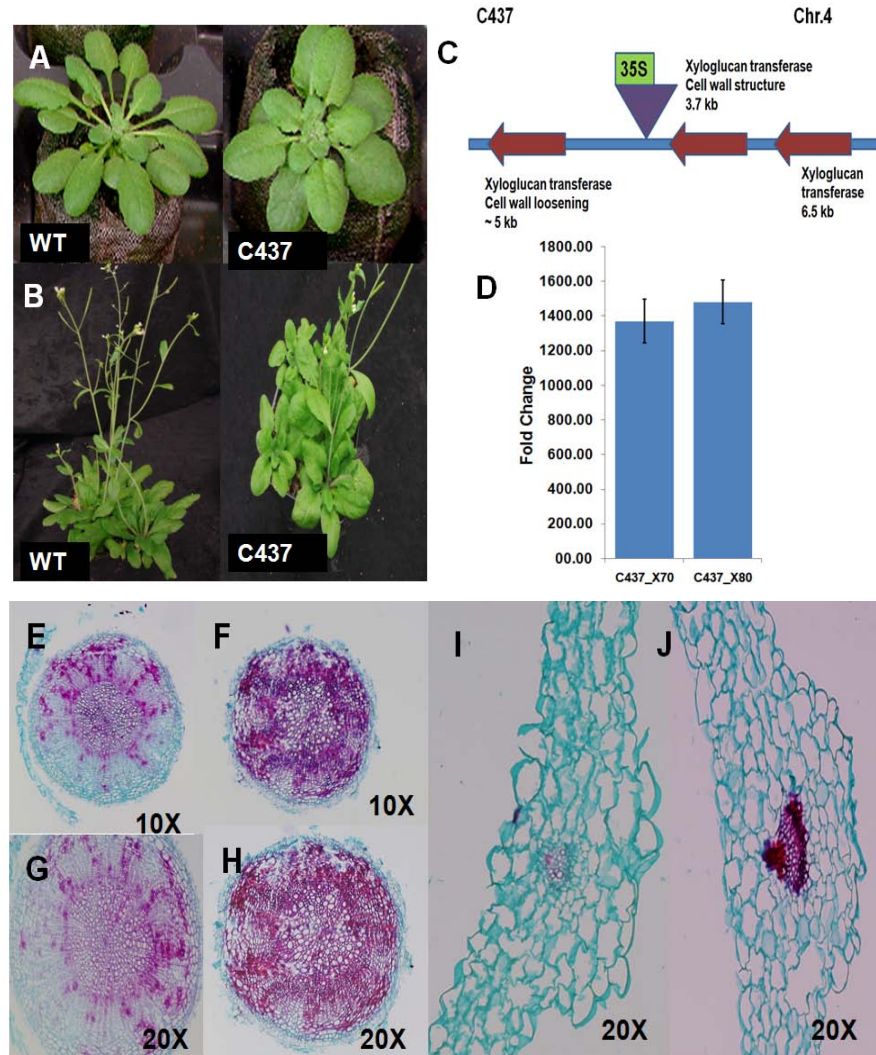 A
WT
C437
B
WT
C437
C437
Chr.4
C
35S
Xyloglucan transferase
Cell wall structure
3.7 kb
Xyloglucan transferase
Cell wall loosening
~ 5 kb
Xyloglucan
transferase
6.5 kb
D
Fold Change
1800.00
1600.00
1400.00
1200.00
1000.00
800.00
600.00
400.00
200.00
00.00
C437_X70
C437_X80
E
10X
F
10X
G
20X
H
20X
I
20X
J
20X